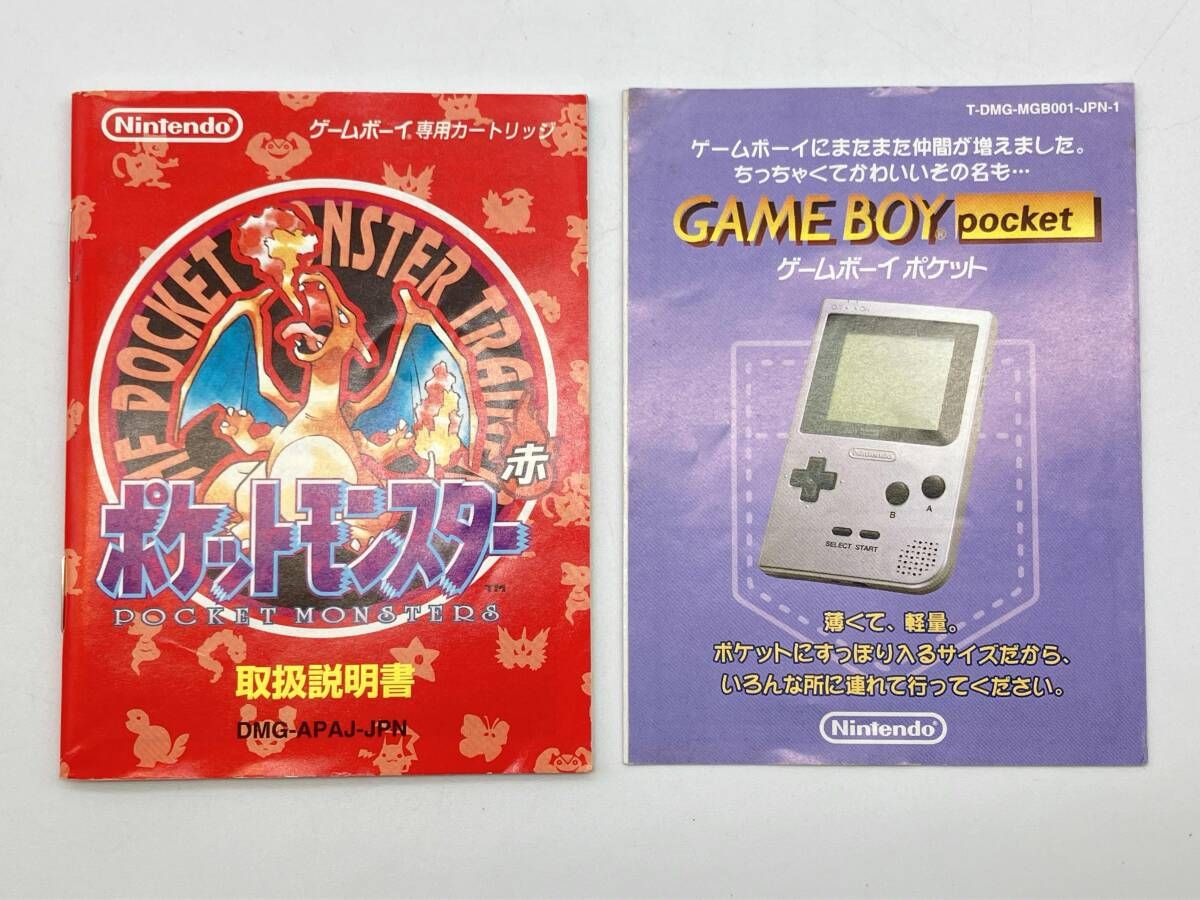 Nintendo®
ゲームボーイ®専用カートリッジ
THE POCKET MONSTER TRAINER
赤
ポケットモンスター
TM
POCKET MONSTERS
取扱説明書
DMG-APAJ-JPN
T-DMG-MGB001-JPN-1
ゲームボーイにまたまた仲間が増えました。
ちっちゃくてかわいいその名も…
GAME BOY® pocket
ゲームボーイ ポケット
Nintendo
B A
SELECT START
薄くて、軽量。
ポケットにすっぽり入るサイズだから、
いろんな所に連れて行ってください。
Nintendo®